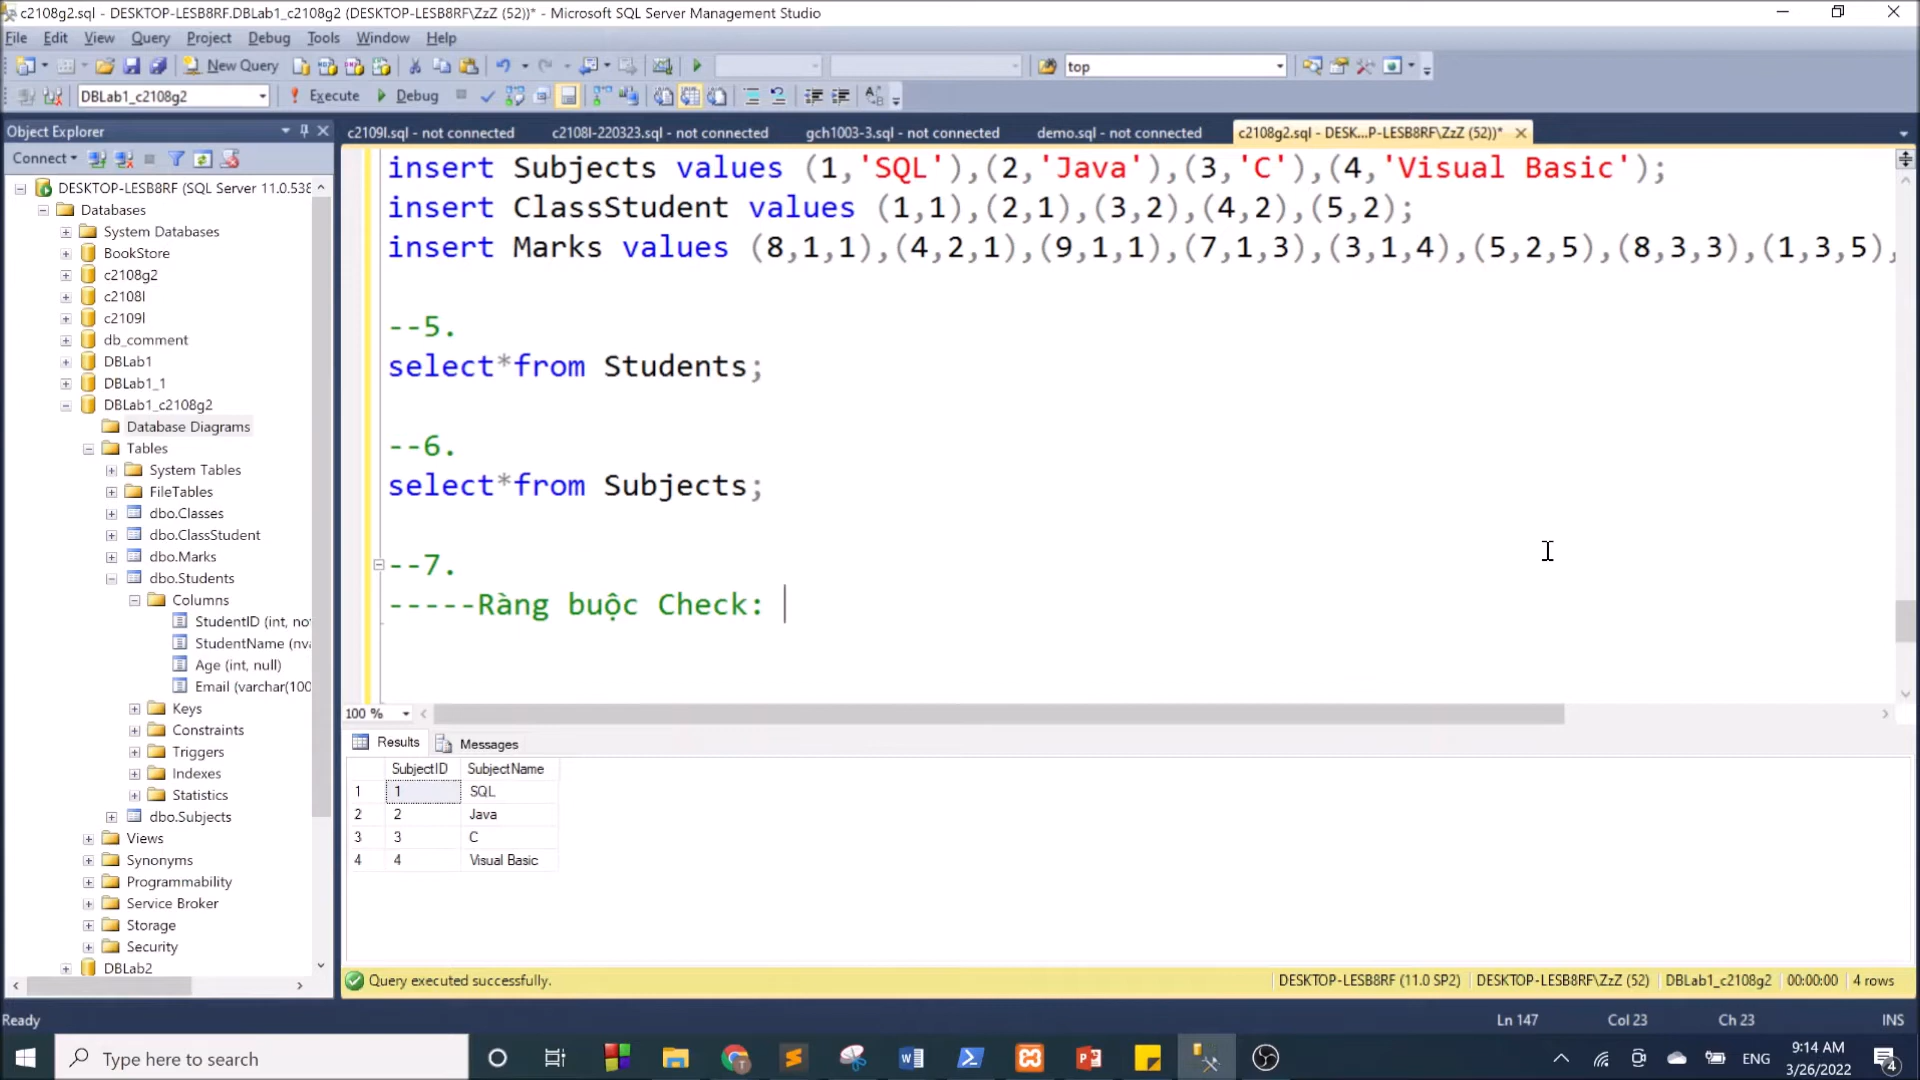 c2108g2.sql - DESKTOP-LESB8RF.DBLab1_c2108g2 (DESKTOP-LESB8RF\ZzZ (52))* - Microsoft SQL Server Management Studio
File Edit View Query Project Debug Tools Window Help
New Query top
DBLab1_c2108g2 Execute Debug
Object Explorer
Connect
DESKTOP-LESB8RF (SQL Server 11.0.538
Databases
System Databases
BookStore
c2108g2
c2108l
c2109l
db_comment
DBLab1
DBLab1_1
DBLab1_c2108g2
Database Diagrams
Tables
System Tables
FileTables
dbo.Classes
dbo.ClassStudent
dbo.Marks
dbo.Students
Columns
StudentID (int, no
StudentName (nva
Age (int, null)
Email (varchar(100
Keys
Constraints
Triggers
Indexes
Statistics
dbo.Subjects
Views
Synonyms
Programmability
Service Broker
Storage
Security
DBLab2
c2109l.sql - not connected c2108l-220323.sql - not connected gch1003-3.sql - not connected demo.sql - not connected c2108g2.sql - DESK...P-LESB8RF\ZzZ (52))*
insert Subjects values (1,'SQL'),(2,'Java'),(3,'C'),(4,'Visual Basic');
insert ClassStudent values (1,1),(2,1),(3,2),(4,2),(5,2);
insert Marks values (8,1,1),(4,2,1),(9,1,1),(7,1,3),(3,1,4),(5,2,5),(8,3,3),(1,3,5),
--5.
select*from Students;
--6.
select*from Subjects;
--7.
-----Ràng buộc Check:
100 %
Results Messages
SubjectID SubjectName
1 1 SQL
2 2 Java
3 3 C
4 4 Visual Basic
Query executed successfully. DESKTOP-LESB8RF (11.0 SP2) DESKTOP-LESB8RF\ZzZ (52) DBLab1_c2108g2 00:00:00 4 rows
Ready Ln 147 Col 23 Ch 23 INS
Type here to search ENG 9:14 AM
3/26/2022 4